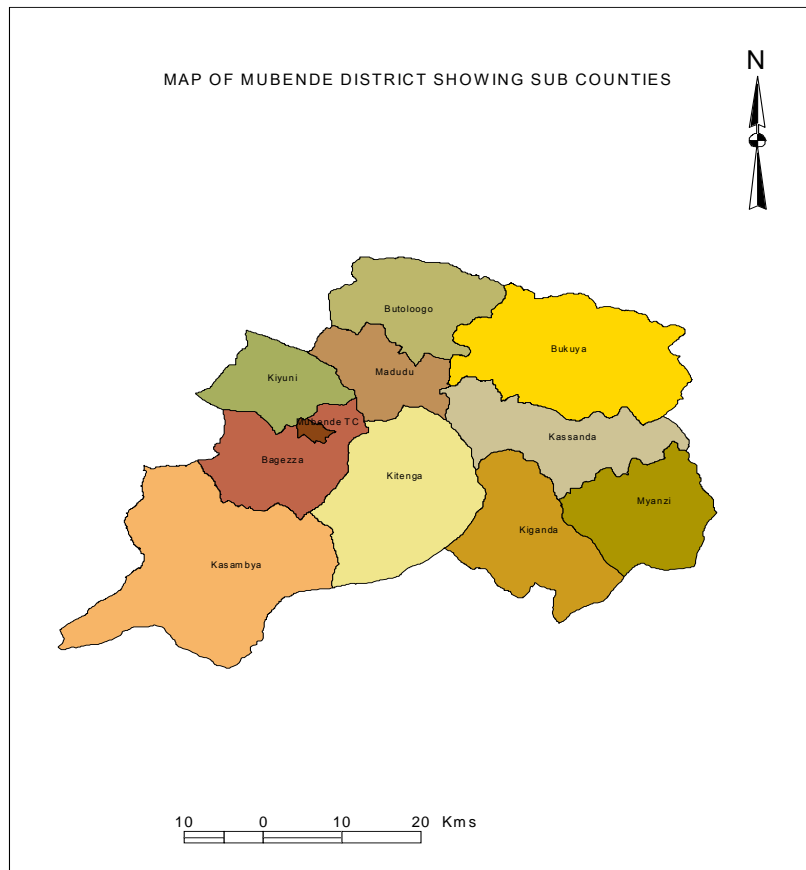 N
MAP OF MUBENDE DISTRICT SHOWING SUB COUNTIES
Butoloogo
Bukuya
Madudu
Kiyuni
Mubende TC
Kassanda
Bagezza
Kitenga
Myanzi
Kiganda
Kasambya
10 0 10 20 Kms